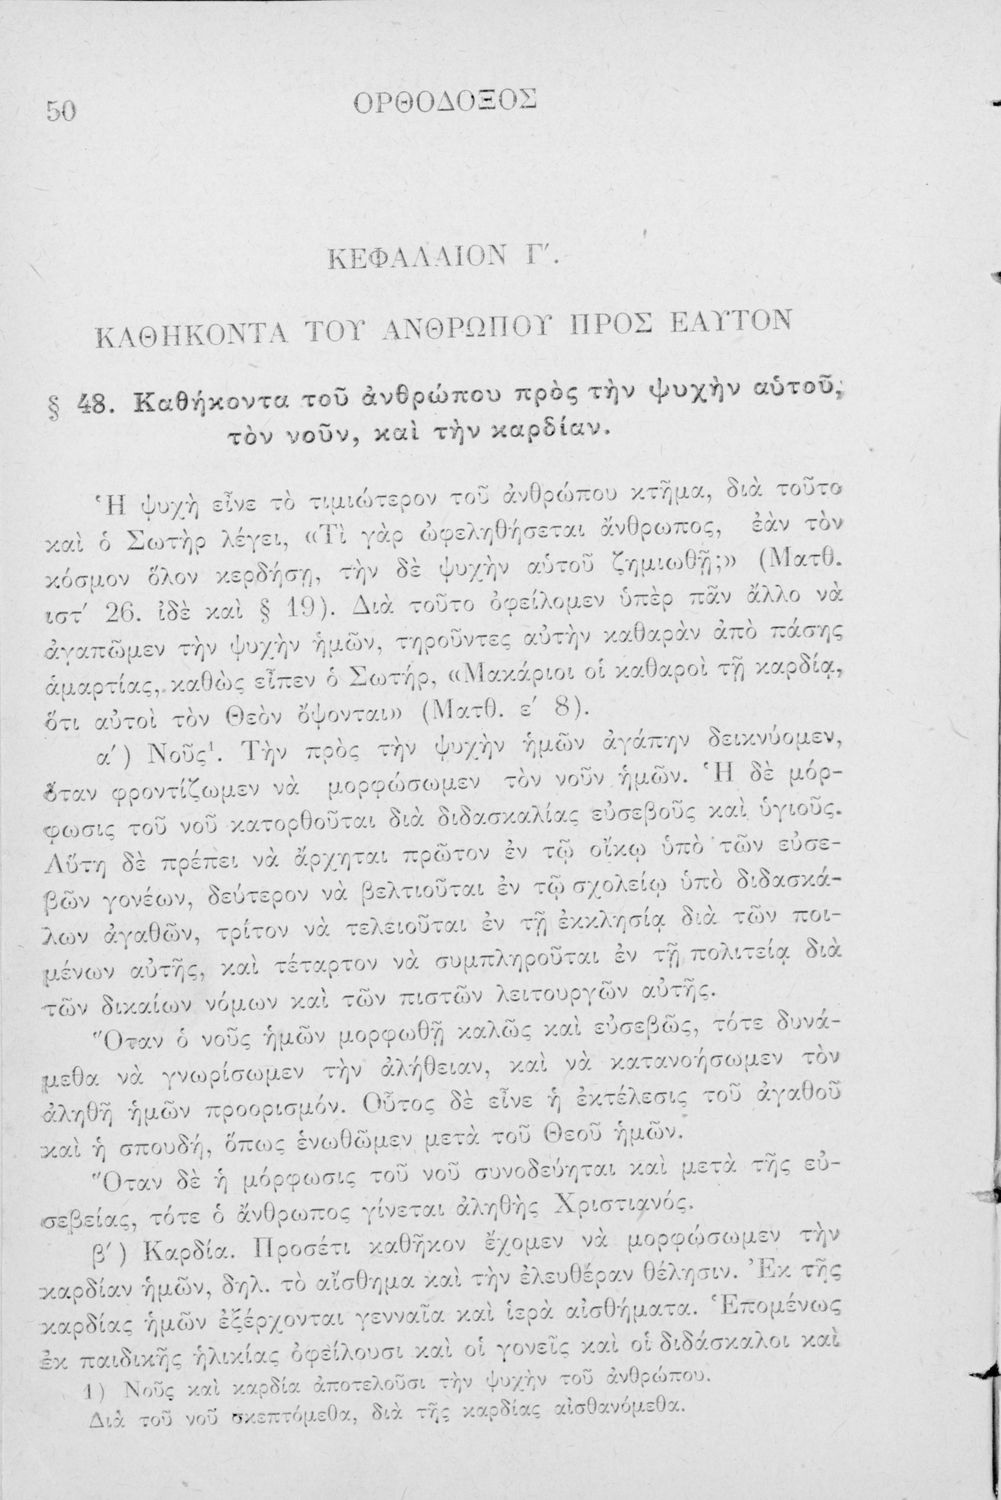 50
ΟΡΘΟΔΟΞΟΣ
ΚΕΦΑΛΑΙΟΝ Γ'.
ΚΑΘΗΚΟΝΤΑ ΤΟΥ ΑΝΘΡΩΠΟΥ ΠΡΟΣ ΕΑΥΤΟΝ
§ 48. Καθήκοντα τοῦ ἀνθρώπου πρὸς τὴν ψυχὴν αὑτοῦ,
τὸν νοῦν, καὶ τὴν καρδίαν.
Ἡ ψυχὴ εἶνε τὸ τιμιώτερον τοῦ ἀνθρώπου κτῆμα, διὰ τοῦτο
καὶ ὁ Σωτὴρ λέγει, «Τὶ γὰρ ὠφεληθήσεται ἄνθρωπος, ἐὰν τὸν
κόσμον ὅλον κερδήσῃ, τὴν δὲ ψυχὴν αὑτοῦ ζημιωθῇ;» (Ματθ.
ιστ' 26. ἰδὲ καὶ § 19). Διὰ τοῦτο ὀφείλομεν ὑπὲρ πᾶν ἄλλο νὰ
ἀγαπῶμεν τὴν ψυχὴν ἡμῶν, τηροῦντες αὐτὴν καθαρὰν ἀπὸ πάσης
ἁμαρτίας, καθὼς εἶπεν ὁ Σωτήρ, «Μακάριοι οἱ καθαροὶ τῇ καρδίᾳ,
ὅτι αὐτοὶ τὸν Θεὸν ὄψονται» (Ματθ. ε' 8).
α') Νοῦς¹. Τὴν πρὸς τὴν ψυχὴν ἡμῶν ἀγάπην δεικνύομεν,
ὅταν φροντίζωμεν νὰ μορφώσωμεν τὸν νοῦν ἡμῶν. Ἡ δὲ μόρ-
φωσις τοῦ νοῦ κατορθοῦται διὰ διδασκαλίας εὐσεβοῦς καὶ ὑγιοῦς.
Αὕτη δὲ πρέπει νὰ ἄρχηται πρῶτον ἐν τῷ οἴκῳ ὑπὸ τῶν εὐσε-
βῶν γονέων, δεύτερον νὰ βελτιοῦται ἐν τῷ σχολείῳ ὑπὸ διδασκά-
λων ἀγαθῶν, τρίτον νὰ τελειοῦται ἐν τῇ ἐκκλησίᾳ διὰ τῶν ποι-
μένων αὐτῆς, καὶ τέταρτον νὰ συμπληροῦται ἐν τῇ πολιτείᾳ διὰ
τῶν δικαίων νόμων καὶ τῶν πιστῶν λειτουργῶν αὐτῆς.
Ὅταν ὁ νοῦς ἡμῶν μορφωθῇ καλῶς καὶ εὐσεβῶς, τότε δυνά-
μεθα νὰ γνωρίσωμεν τὴν ἀλήθειαν, καὶ νὰ κατανοήσωμεν τὸν
ἀληθῆ ἡμῶν προορισμόν. Οὗτος δὲ εἶνε ἡ ἐκτέλεσις τοῦ ἀγαθοῦ
καὶ ἡ σπουδή, ὅπως ἑνωθῶμεν μετὰ τοῦ Θεοῦ ἡμῶν.
Ὅταν δὲ ἡ μόρφωσις τοῦ νοῦ συνοδεύηται καὶ μετὰ τῆς εὐ-
σεβείας, τότε ὁ ἄνθρωπος γίνεται ἀληθὴς Χριστιανός.
β') Καρδία. Προσέτι καθῆκον ἔχομεν νὰ μορφώσωμεν τὴν
καρδίαν ἡμῶν, δηλ. τὸ αἴσθημα καὶ τὴν ἐλευθέραν θέλησιν. Ἐκ τῆς
καρδίας ἡμῶν ἐξέρχονται γενναῖα καὶ ἱερὰ αἰσθήματα. Ἑπομένως
ἐκ παιδικῆς ἡλικίας ὀφείλουσι καὶ οἱ γονεῖς καὶ οἱ διδάσκαλοι καὶ
1) Νοῦς καὶ καρδία ἀποτελοῦσι τὴν ψυχὴν τοῦ ἀνθρώπου.
Διὰ τοῦ νοῦ σκεπτόμεθα, διὰ τῆς καρδίας αἰσθανόμεθα.